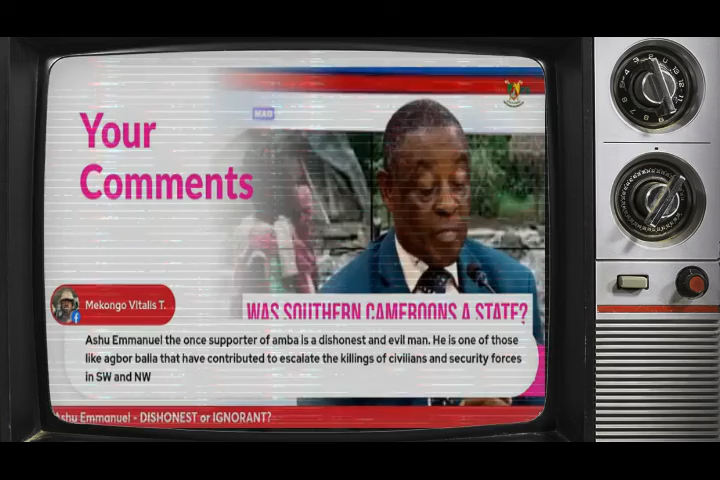 Your
Comments
MAD
WAS SOUTHERN CAMEROONS A STATE?
Mekongo Vitalis T.
Ashu Emmanuel the once supporter of amba is a dishonest and evil man. He is one of those
like agbor balla that have contributed to escalate the killings of civilians and security forces
in SW and NW
Ashu Emmanuel - DISHONEST or IGNORANT?